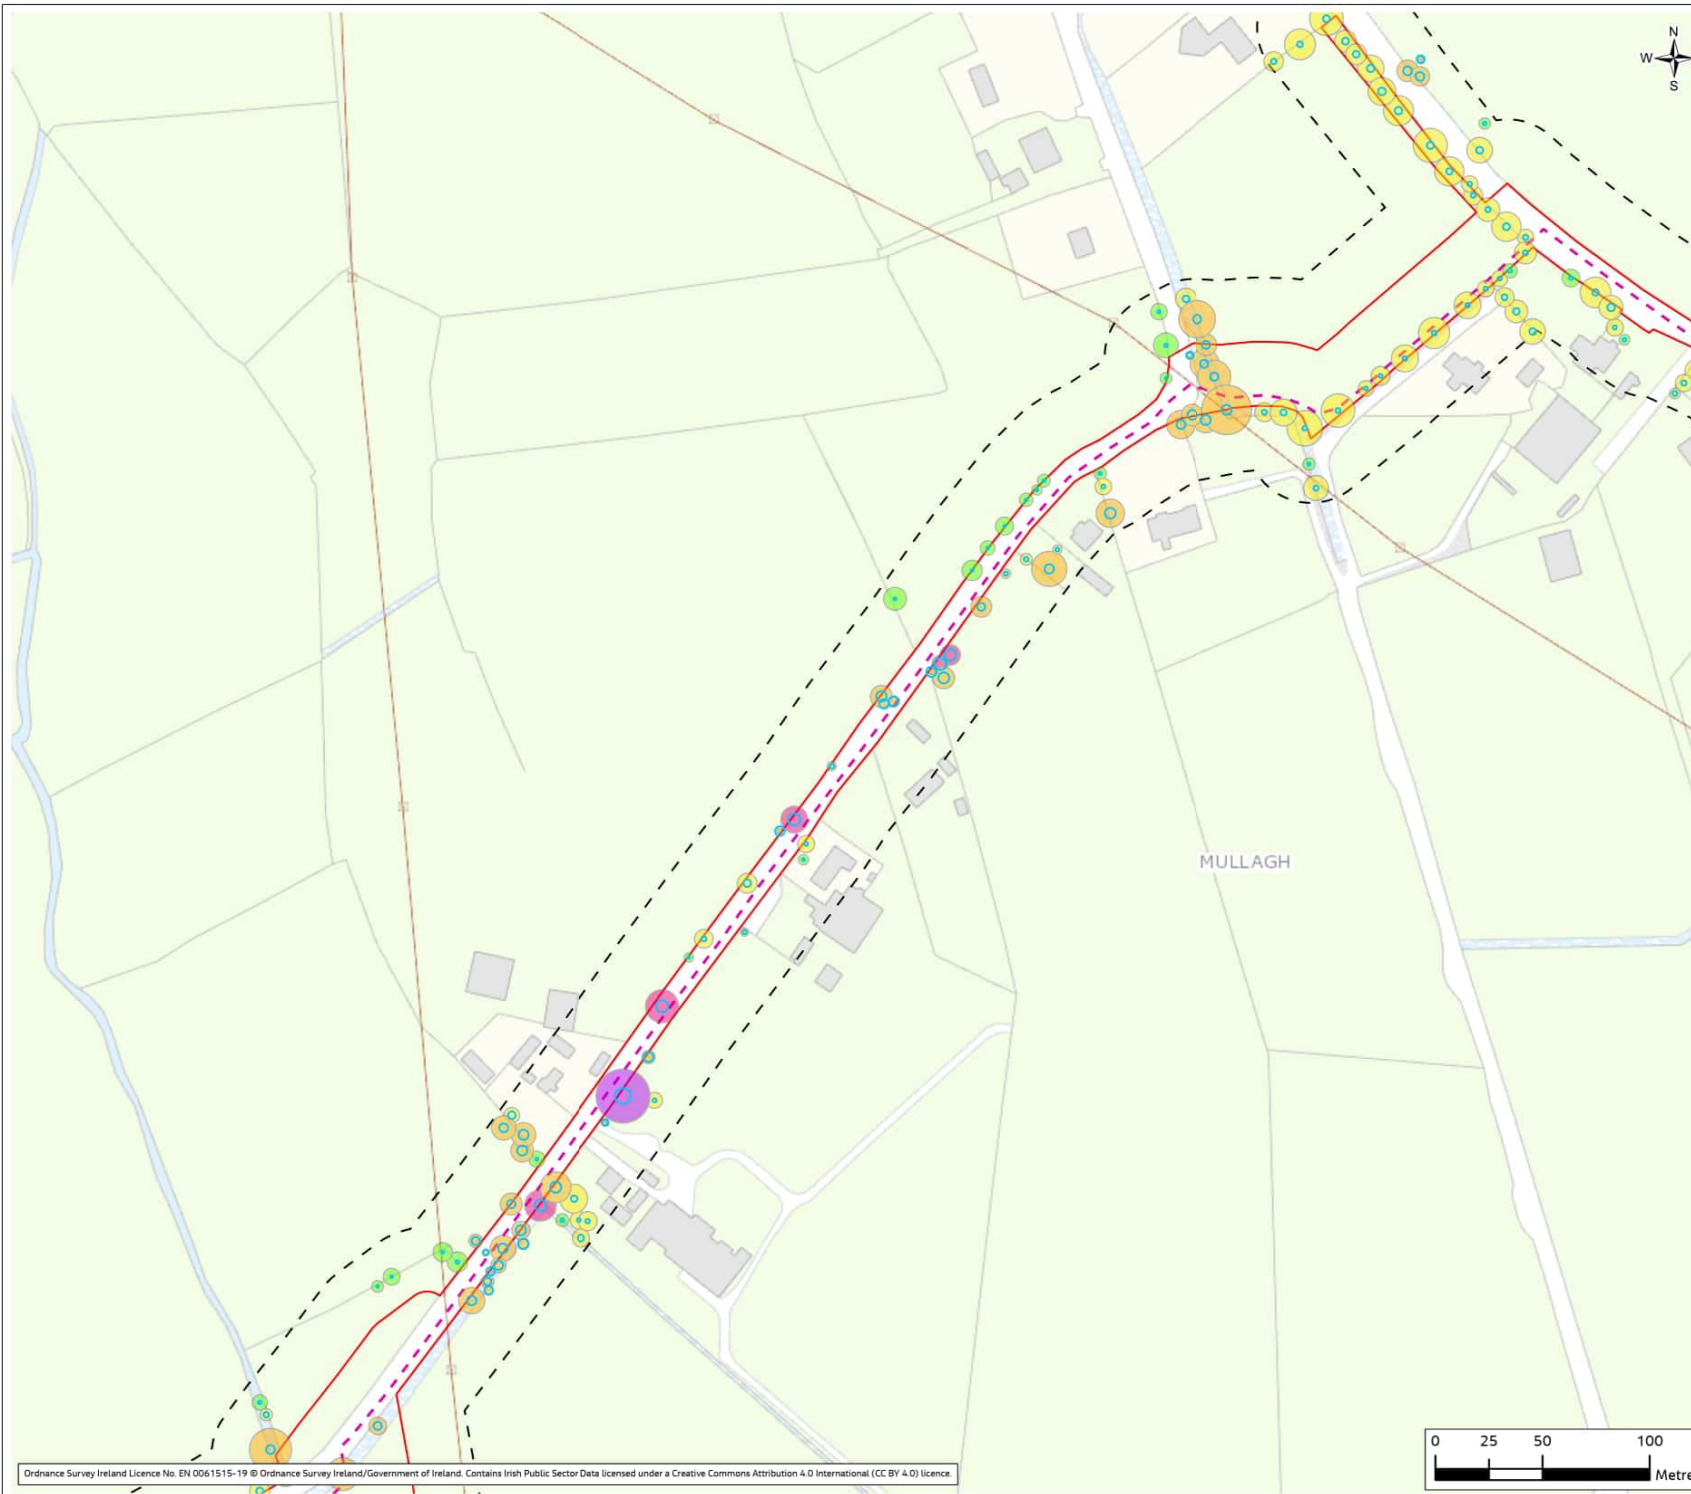 N
W
S
MULLAGH
0 25 50 100
Metre
Ordnance Survey Ireland Licence No. EN 0061515-19 © Ordnance Survey Ireland/Government of Ireland. Contains Irish Public Sector Data licensed under a Creative Commons Attribution 4.0 International (CC BY 4.0) licence.